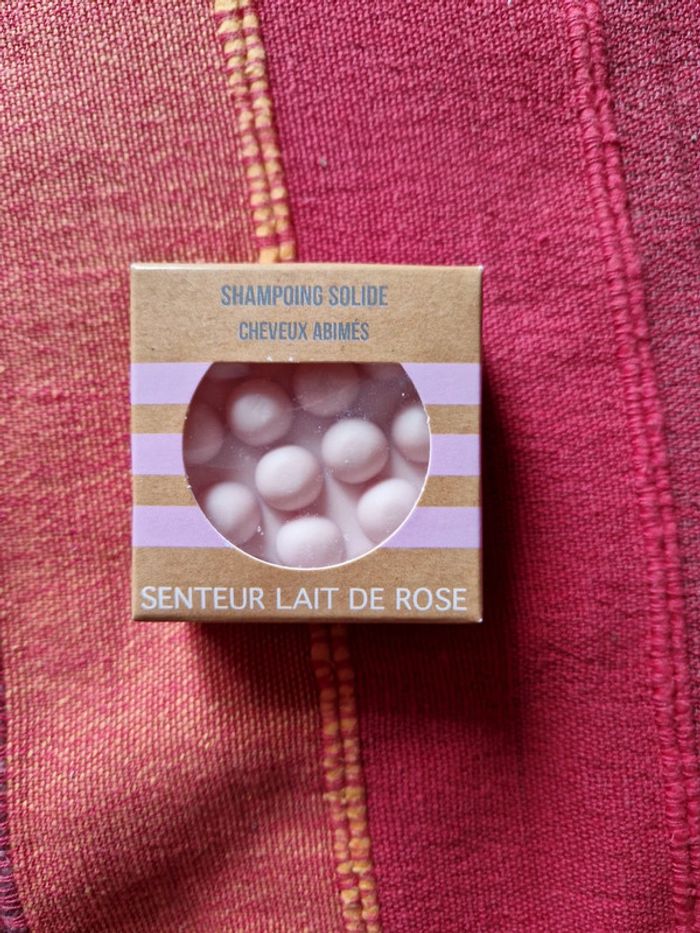 SHAMPOING SOLIDE
CHEVEUX ABIMÉS
SENTEUR LAIT DE ROSE